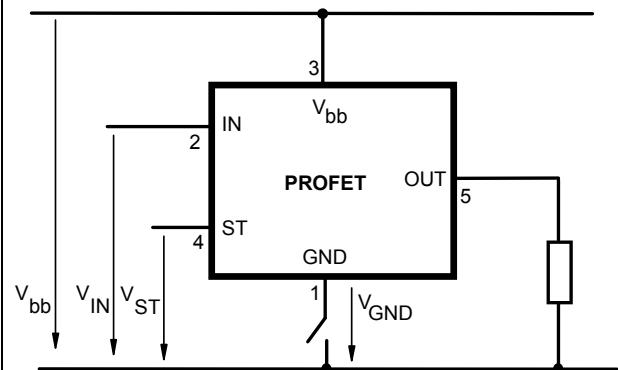 3
V bb
IN
2
PROFET
OUT
5
ST
4
GND
1
V bb
V IN
V ST
V GND